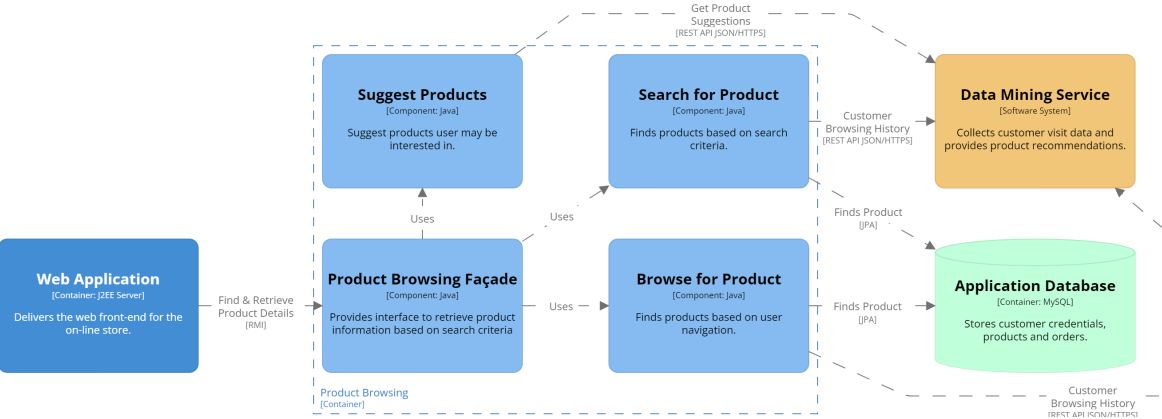 Get Product
Suggestions
[REST API JSON/HTTPS]
Suggest Products
[Component: Java]
Suggest products user may be
interested in.
Search for Product
[Component: Java]
Finds products based on search
criteria.
Customer
Browsing History
[REST API JSON/HTTPS]
Data Mining Service
[Software System]
Collects customer visit data and
provides product recommendations.
Uses
Uses
Finds Product
[JPA]
Web Application
[Container: J2EE Server]
Delivers the web front-end for the
on-line store.
Find & Retrieve
Product Details
[RMI]
Product Browsing Façade
[Component: Java]
Provides interface to retrieve product
information based on search criteria
Uses
Browse for Product
[Component: Java]
Finds products based on user
navigation.
Finds Product
[JPA]
Application Database
[Container: MySQL]
Stores customer credentials,
products and orders.
Product Browsing
[Container]
Customer
Browsing History
[REST API JSON/HTTPS]